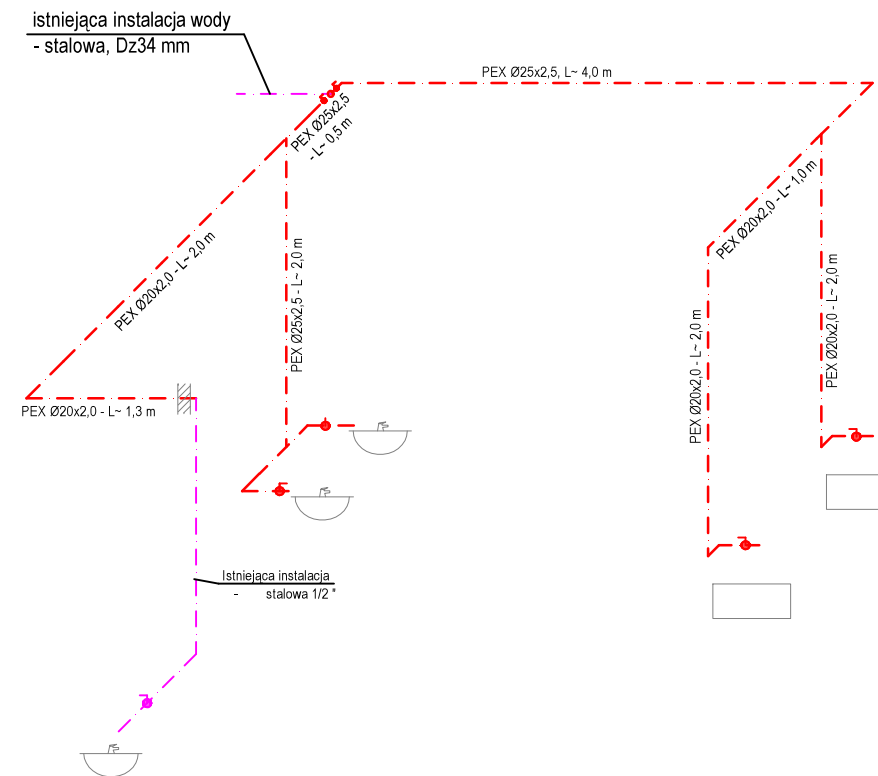 istniejąca instalacja wody
- stalowa, Dz34 mm
PEX Ø25x2,5, L~ 4,0 m
PEX Ø25x2,5
- L~ 0,5 m
PEX Ø20x2,0 - L~ 1,0 m
PEX Ø20x2,0 - L~ 2,0 m
PEX Ø25x2,5 - L~ 2,0 m
PEX Ø20x2,0 - L~ 2,0 m
PEX Ø20x2,0 - L~ 2,0 m
PEX Ø20x2,0 - L~ 1,3 m
Istniejąca instalacja
- stalowa 1/2 "